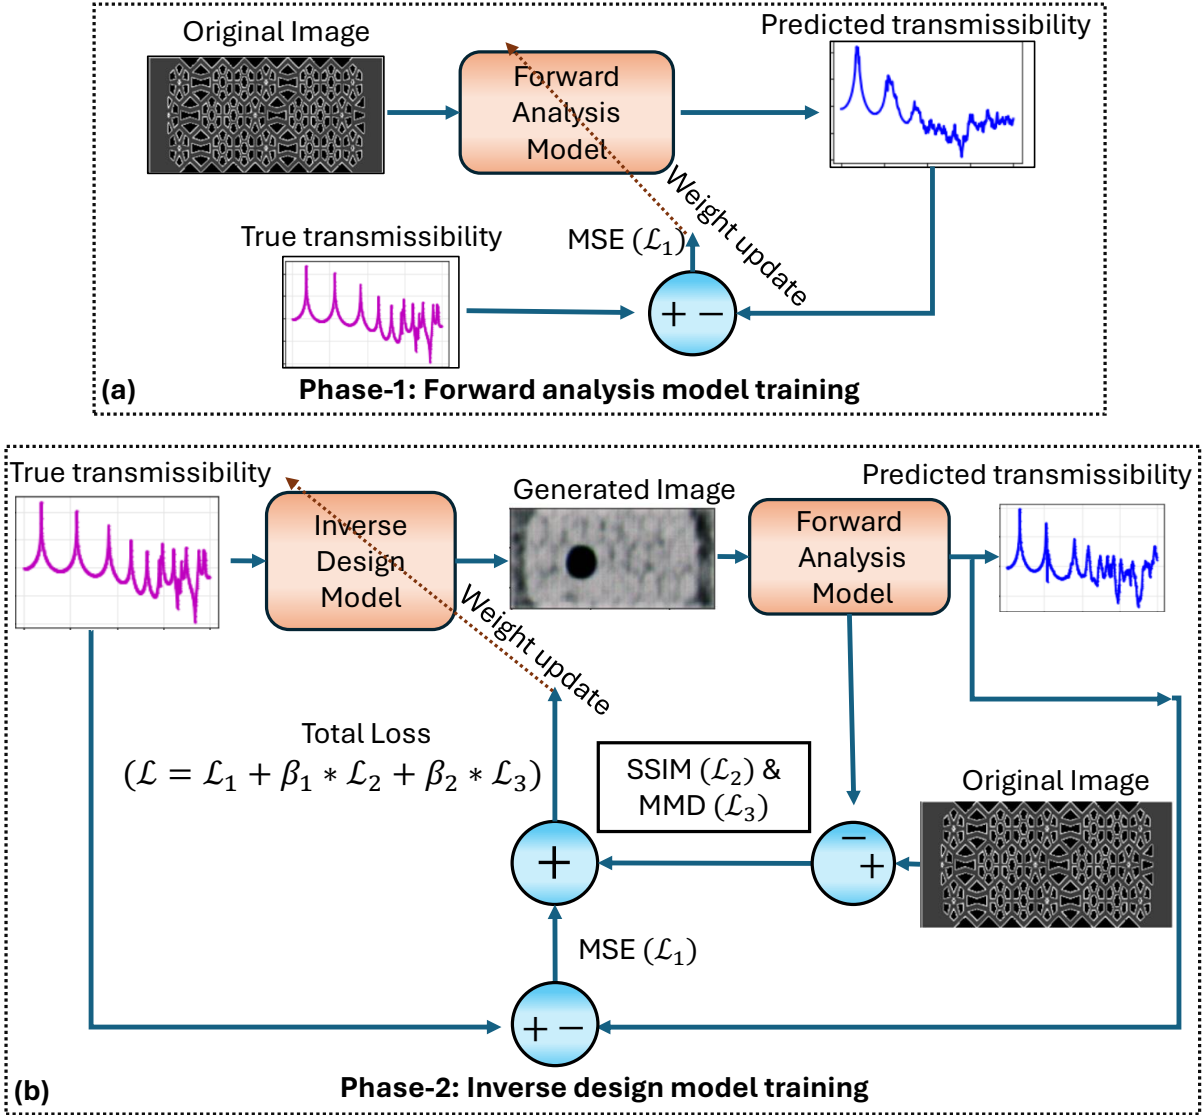 Original Image
Predicted transmissibility
Forward
Analysis
Model
Weight update
True transmissibility
MSE (ℒ₁)
+ −
(a)
Phase-1: Forward analysis model training
True transmissibility
Inverse
Design
Model
Generated Image
Forward
Analysis
Model
Predicted transmissibility
Weight update
Total Loss
(ℒ = ℒ₁ + β₁ * ℒ₂ + β₂ * ℒ₃)
SSIM (ℒ₂) &
MMD (ℒ₃)
Original Image
−
+
+
MSE (ℒ₁)
+ −
(b)
Phase-2: Inverse design model training